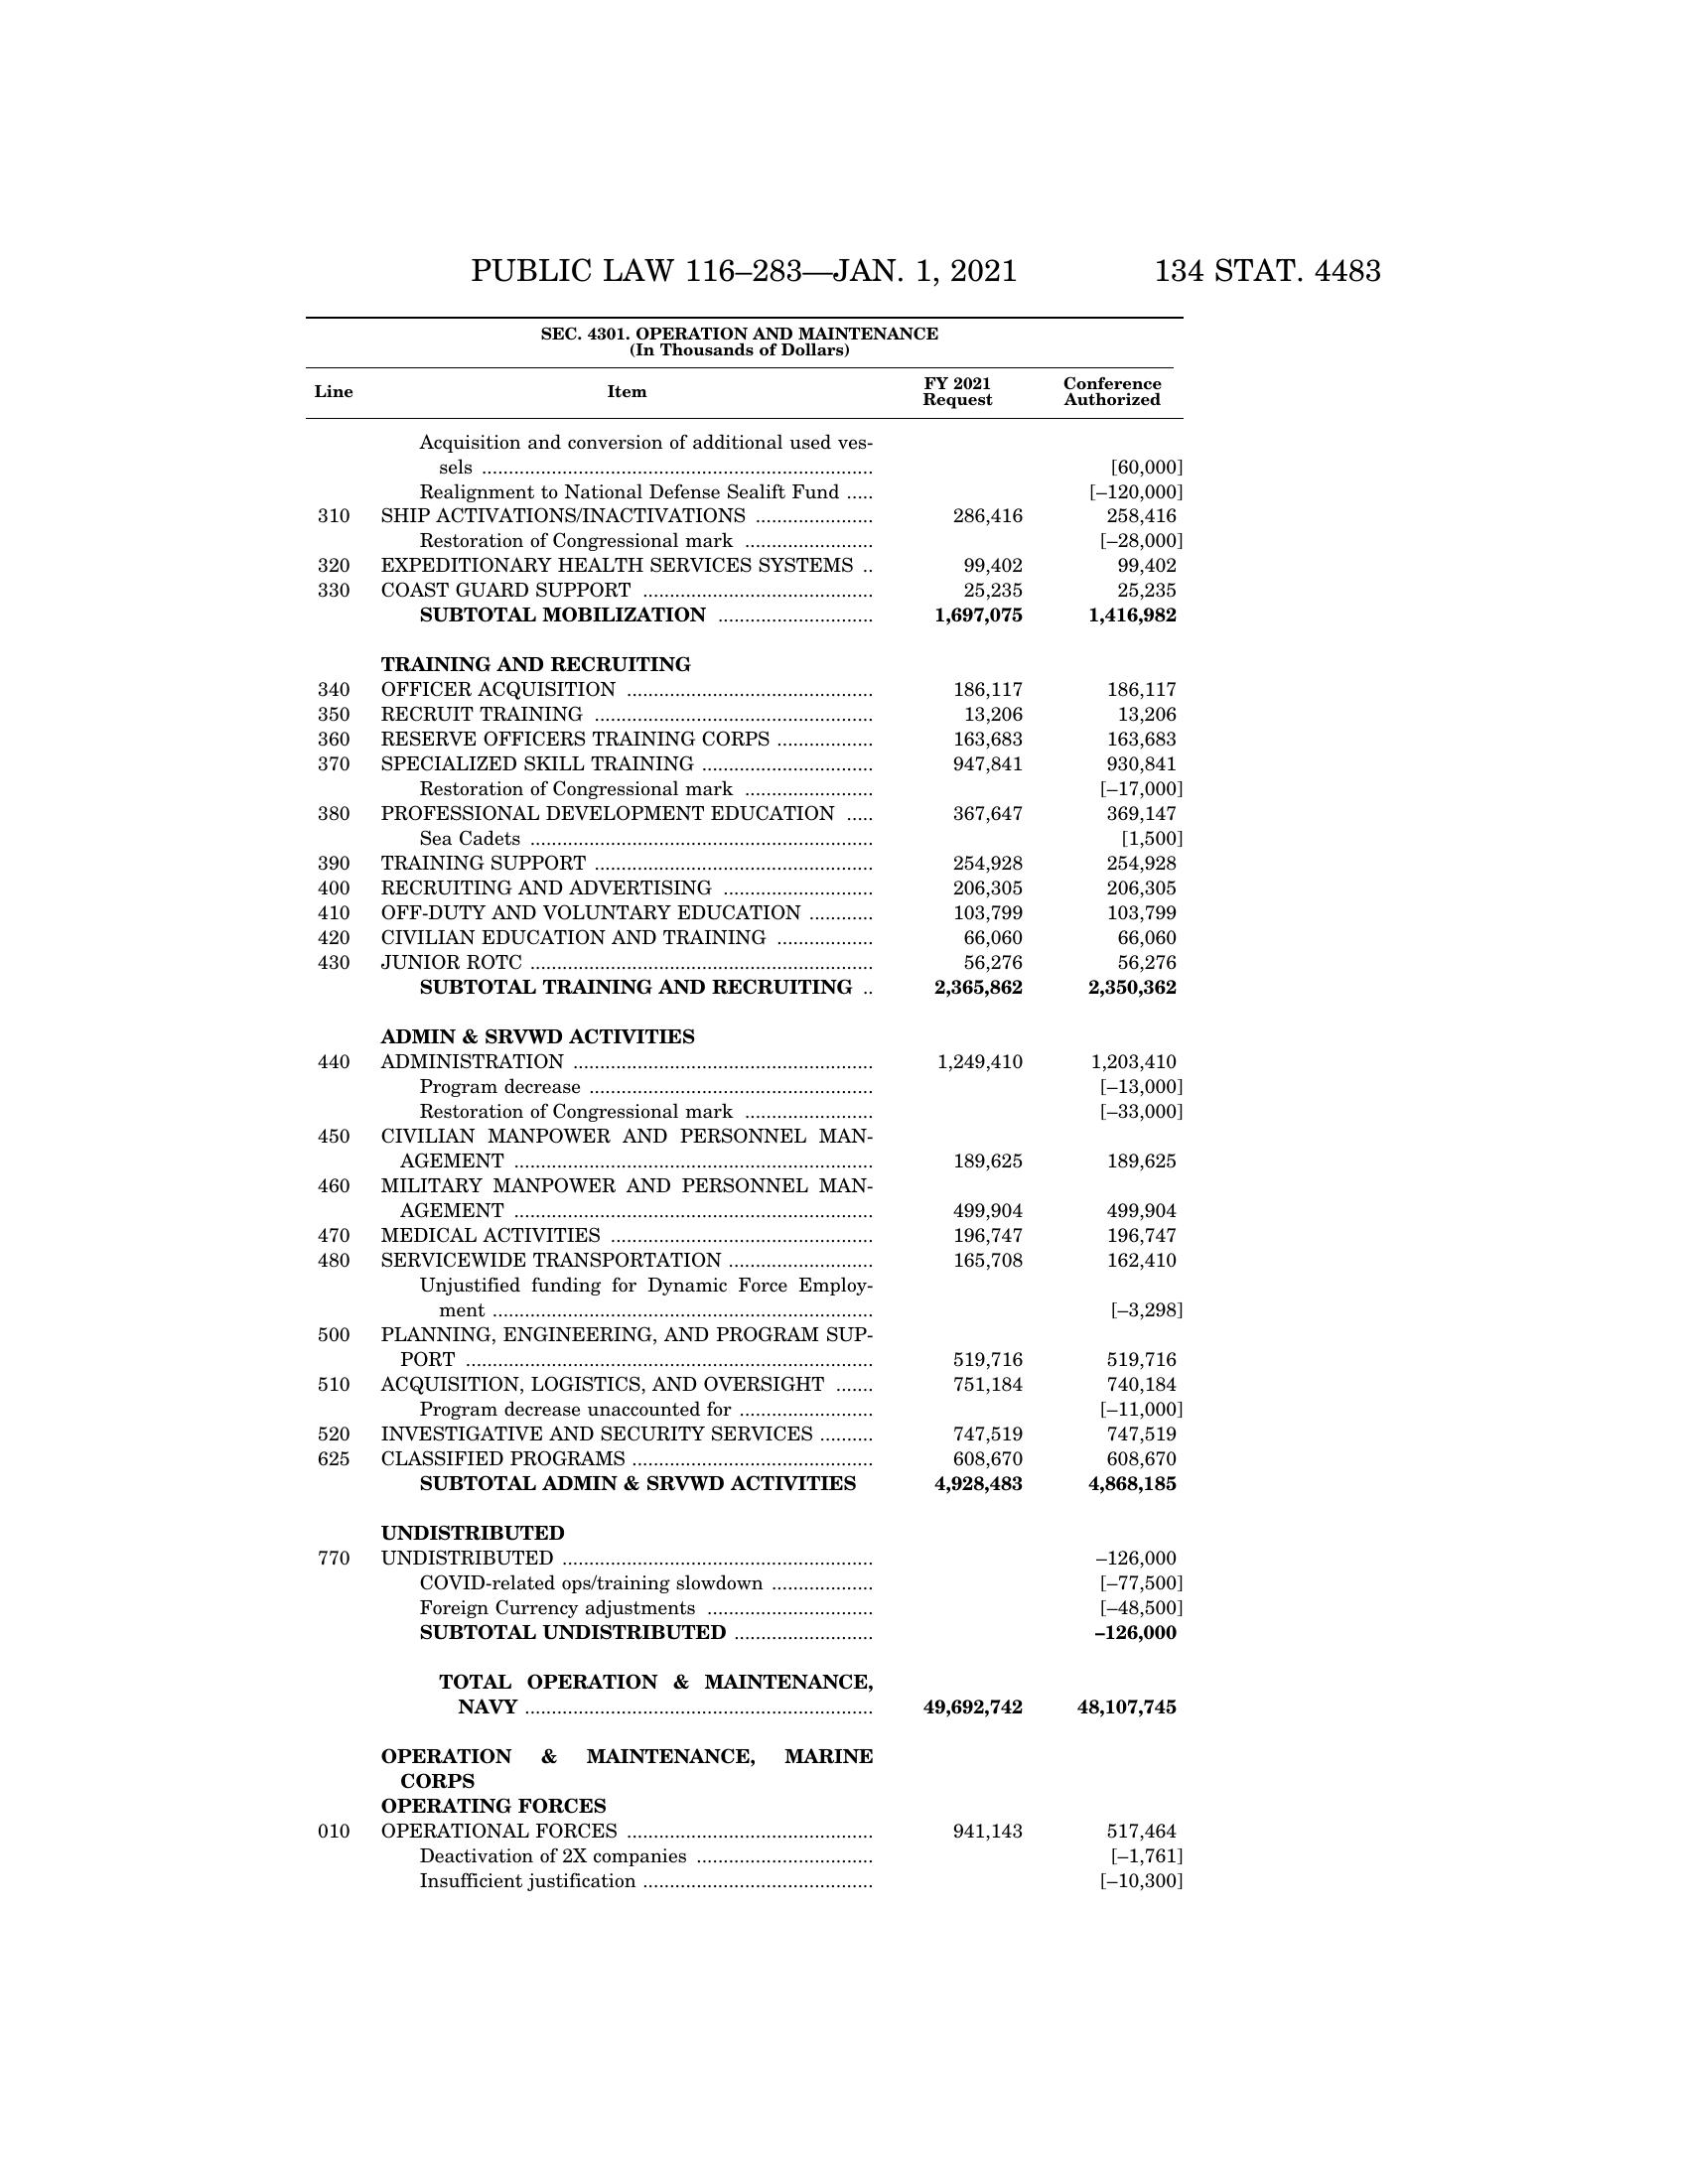 PUBLIC LAW 116–283—JAN. 1, 2021 134 STAT. 4483
SEC. 4301. OPERATION AND MAINTENANCE
(In Thousands of Dollars)
Line Item FY 2021 Request Conference Authorized
Acquisition and conversion of additional used ves-
sels ........ [60,000]
Realignment to National Defense Sealift Fund ..... [–120,000]
310 SHIP ACTIVATIONS/INACTIVATIONS ........ 286,416 258,416
Restoration of Congressional mark ........ [–28,000]
320 EXPEDITIONARY HEALTH SERVICES SYSTEMS .. 99,402 99,402
330 COAST GUARD SUPPORT ........ 25,235 25,235
SUBTOTAL MOBILIZATION ........ 1,697,075 1,416,982
TRAINING AND RECRUITING
340 OFFICER ACQUISITION ........ 186,117 186,117
350 RECRUIT TRAINING ........ 13,206 13,206
360 RESERVE OFFICERS TRAINING CORPS ........ 163,683 163,683
370 SPECIALIZED SKILL TRAINING ........ 947,841 930,841
Restoration of Congressional mark ........ [–17,000]
380 PROFESSIONAL DEVELOPMENT EDUCATION ..... 367,647 369,147
Sea Cadets ........ [1,500]
390 TRAINING SUPPORT ........ 254,928 254,928
400 RECRUITING AND ADVERTISING ........ 206,305 206,305
410 OFF-DUTY AND VOLUNTARY EDUCATION ........ 103,799 103,799
420 CIVILIAN EDUCATION AND TRAINING ........ 66,060 66,060
430 JUNIOR ROTC ........ 56,276 56,276
SUBTOTAL TRAINING AND RECRUITING .. 2,365,862 2,350,362
ADMIN & SRVWD ACTIVITIES
440 ADMINISTRATION ........ 1,249,410 1,203,410
Program decrease ........ [–13,000]
Restoration of Congressional mark ........ [–33,000]
450 CIVILIAN MANPOWER AND PERSONNEL MAN-
AGEMENT ........ 189,625 189,625
460 MILITARY MANPOWER AND PERSONNEL MAN-
AGEMENT ........ 499,904 499,904
470 MEDICAL ACTIVITIES ........ 196,747 196,747
480 SERVICEWIDE TRANSPORTATION ........ 165,708 162,410
Unjustified funding for Dynamic Force Employ-
ment ........ [–3,298]
500 PLANNING, ENGINEERING, AND PROGRAM SUP-
PORT ........ 519,716 519,716
510 ACQUISITION, LOGISTICS, AND OVERSIGHT ....... 751,184 740,184
Program decrease unaccounted for ........ [–11,000]
520 INVESTIGATIVE AND SECURITY SERVICES .......... 747,519 747,519
625 CLASSIFIED PROGRAMS ........ 608,670 608,670
SUBTOTAL ADMIN & SRVWD ACTIVITIES 4,928,483 4,868,185
UNDISTRIBUTED
770 UNDISTRIBUTED ........ –126,000
COVID-related ops/training slowdown ........ [–77,500]
Foreign Currency adjustments ........ [–48,500]
SUBTOTAL UNDISTRIBUTED ........ –126,000
TOTAL OPERATION & MAINTENANCE,
NAVY ........ 49,692,742 48,107,745
OPERATION & MAINTENANCE, MARINE
CORPS
OPERATING FORCES
010 OPERATIONAL FORCES ........ 941,143 517,464
Deactivation of 2X companies ........ [–1,761]
Insufficient justification ........ [–10,300]